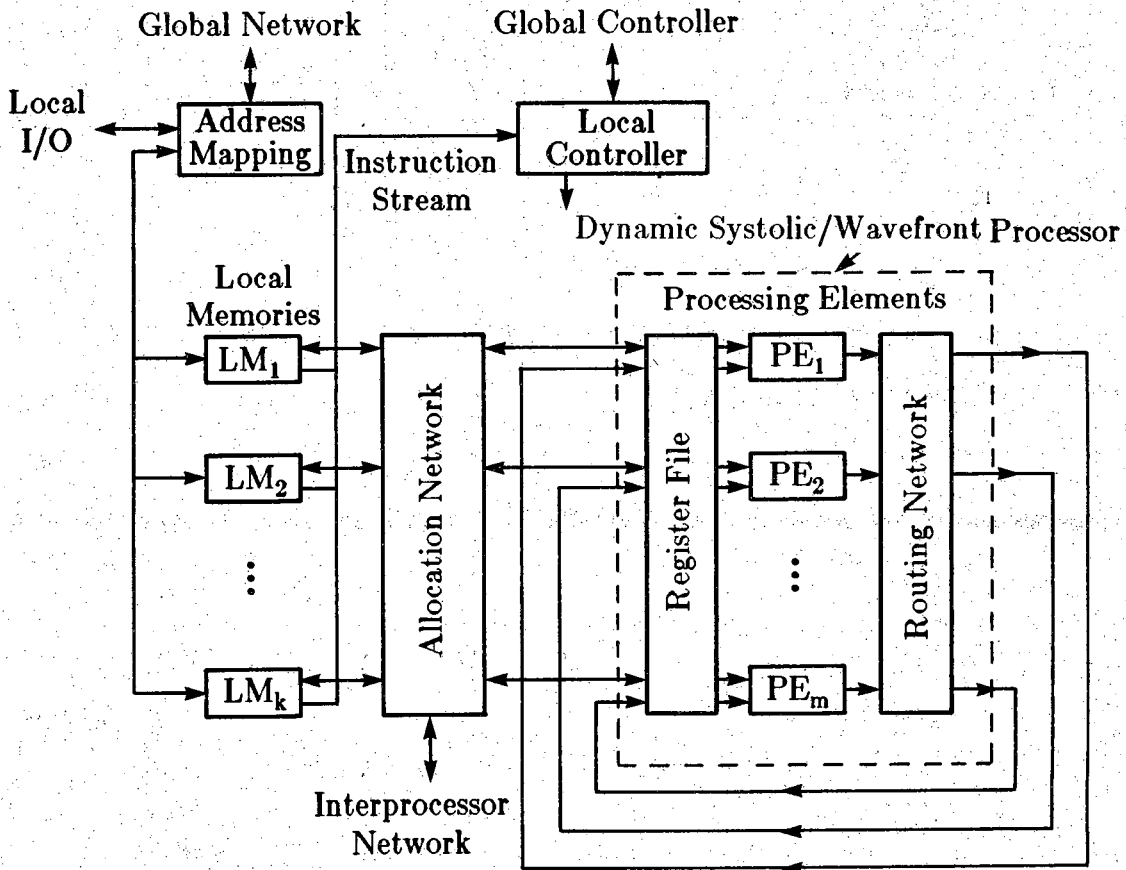 Global Network
Global Controller
Local
I/O
Address
Mapping
Local
Controller
Instruction
Stream
Dynamic Systolic/Wavefront Processor
Local
Memories
Processing Elements
LM₁
PE₁
LM₂
PE₂
...
...
LMₖ
PEₘ
Allocation Network
Register File
Routing Network
Interprocessor
Network